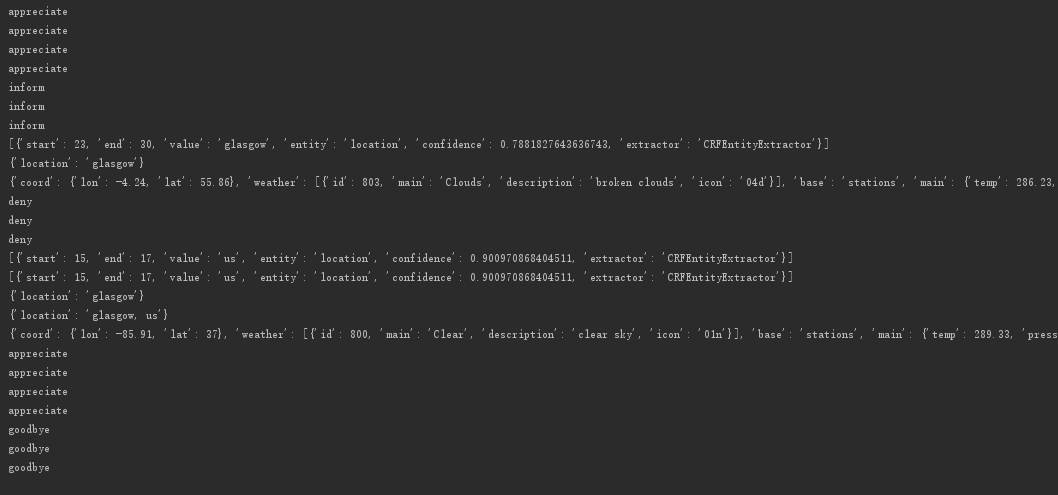 appreciate
appreciate
appreciate
appreciate
inform
inform
inform
[{'start': 23, 'end': 30, 'value': 'glasgow', 'entity': 'location', 'confidence': 0.7881827643636743, 'extractor': 'CRFEntityExtractor'}]
{'location': 'glasgow'}
{'coord': {'lon': -4.24, 'lat': 55.86}, 'weather': [{'id': 803, 'main': 'Clouds', 'description': 'broken clouds', 'icon': '04d'}], 'base': 'stations', 'main': {'temp': 286.23,
deny
deny
deny
[{'start': 15, 'end': 17, 'value': 'us', 'entity': 'location', 'confidence': 0.900970868404511, 'extractor': 'CRFEntityExtractor'}]
[{'start': 15, 'end': 17, 'value': 'us', 'entity': 'location', 'confidence': 0.900970868404511, 'extractor': 'CRFEntityExtractor'}]
{'location': 'glasgow'}
{'location': 'glasgow, us'}
{'coord': {'lon': -85.91, 'lat': 37}, 'weather': [{'id': 800, 'main': 'Clear', 'description': 'clear sky', 'icon': '01n'}], 'base': 'stations', 'main': {'temp': 289.33, 'press
appreciate
appreciate
appreciate
appreciate
goodbye
goodbye
goodbye